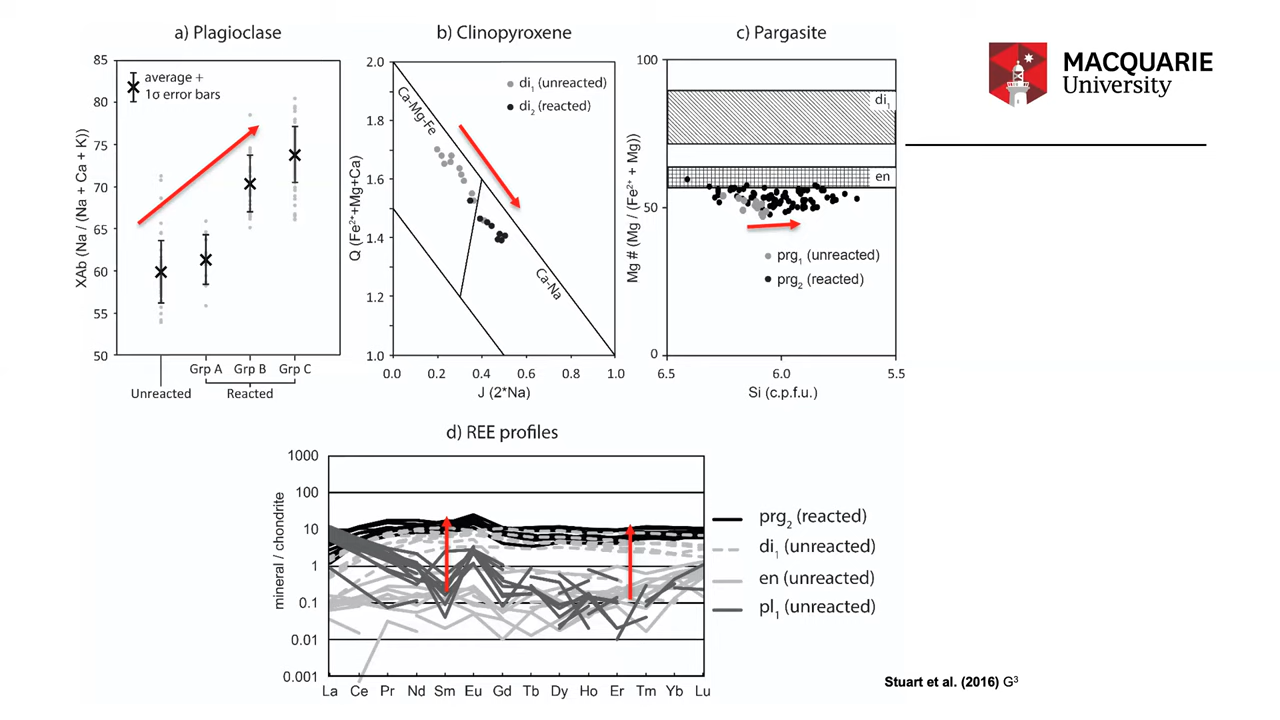 a) Plagioclase
b) Clinopyroxene
c) Pargasite
MACQUARIE
University
XAb (Na / (Na + Ca + K))
85
80
75
70
65
60
55
50
average +
1σ error bars
Grp A
Grp B
Grp C
Unreacted
Reacted
Q (Fe²⁺+Mg+Ca)
2.0
1.8
1.6
1.4
1.2
1.0
di₁ (unreacted)
di₂ (reacted)
Ca-Mg-Fe
Ca-Na
0.0 0.2 0.4 0.6 0.8 1.0
J (2*Na)
Mg # (Mg / (Fe²⁺ + Mg))
100
50
0
di₁
en
prg₁ (unreacted)
prg₂ (reacted)
6.5 6.0 5.5
Si (c.p.f.u.)
d) REE profiles
mineral / chondrite
1000
100
10
1
0.1
0.01
0.001
La Ce Pr Nd Sm Eu Gd Tb Dy Ho Er Tm Yb Lu
prg₂ (reacted)
di₁ (unreacted)
en (unreacted)
pl₁ (unreacted)
Stuart et al. (2016) G³